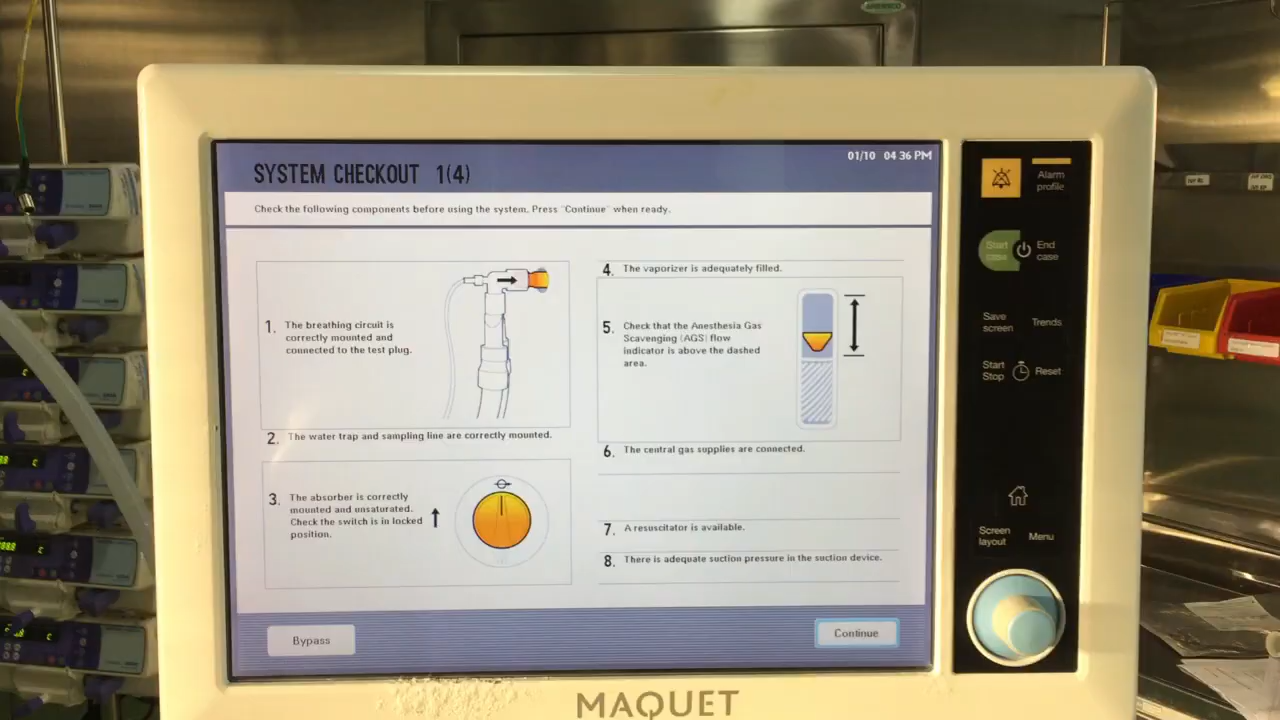 01/10 04 36 PM
SYSTEM CHECKOUT 1(4)
Check the following components before using the system. Press "Continue" when ready.
1. The breathing circuit is
correctly mounted and
connected to the test plug.
2. The water trap and sampling line are correctly mounted.
3. The absorber is correctly
mounted and unsaturated.
Check the switch is in locked
position.
4. The vaporizer is adequately filled.
5. Check that the Anesthesia Gas
Scavenging (AGS) flow
indicator is above the dashed
area.
6. The central gas supplies are connected.
7. A resuscitator is available.
8. There is adequate suction pressure in the suction device.
Bypass
Continue
Alarm
profile
Start
case
End
case
Save
screen
Trends
Start
Stop
Reset
Screen
layout
Menu
MAQUET